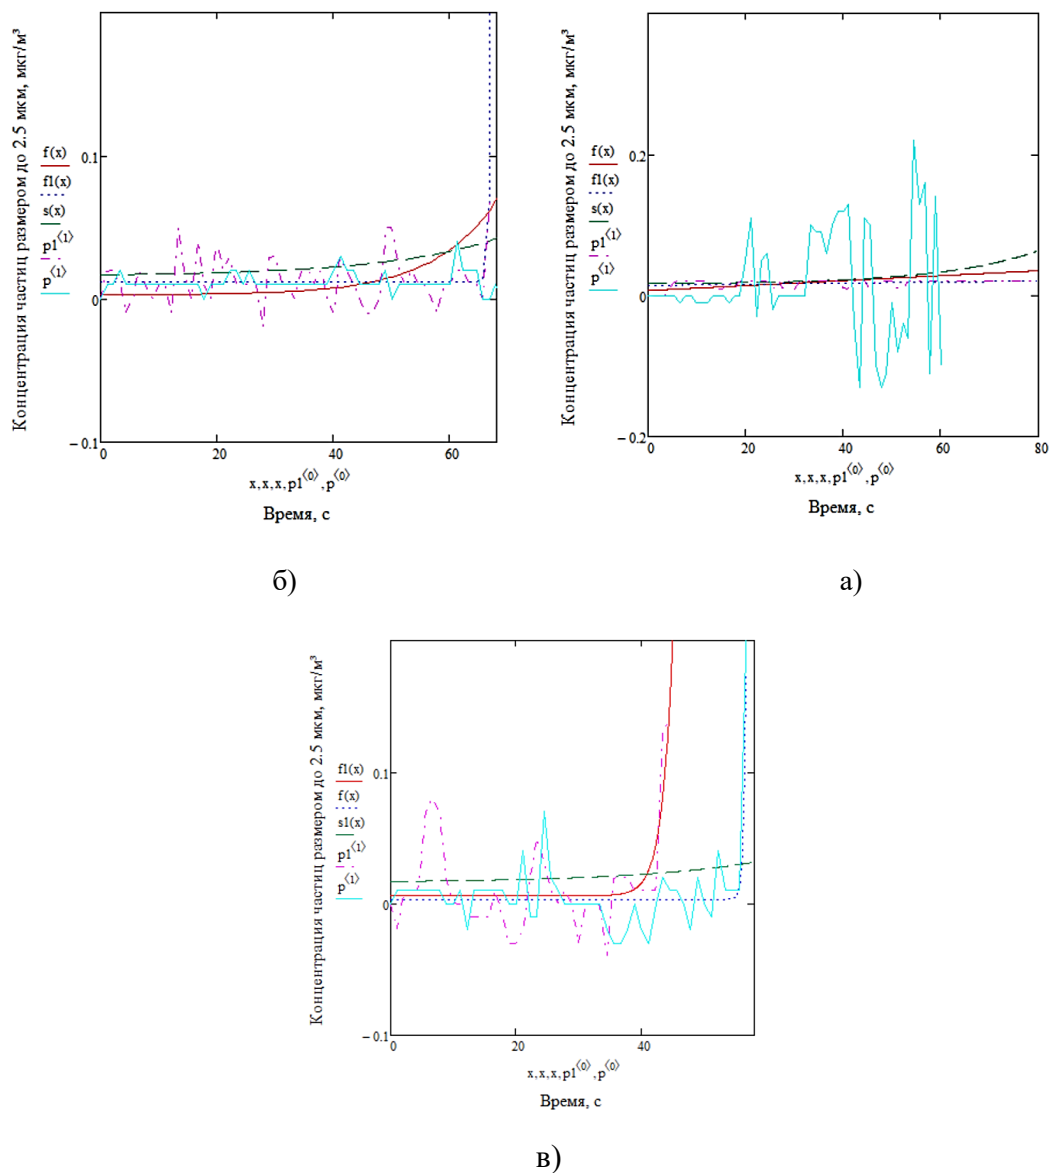 Концентрация частиц размером до 2.5 мкм, мкг/м³
f(x)
f1(x)
s(x)
p1⟨1⟩
p⟨1⟩
0.1
0
−0.1
0 20 40 60
x,x,x,p1⟨0⟩,p⟨0⟩
Время, с
б)
Концентрация частиц размером до 2.5 мкм, мкг/м³
f(x)
f1(x)
s(x)
p1⟨1⟩
p⟨1⟩
0.2
0
−0.2
0 20 40 60 80
x,x,x,p1⟨0⟩,p⟨0⟩
Время, с
а)
Концентрация частиц размером до 2.5 мкм, мкг/м³
f1(x)
f(x)
s1(x)
p1⟨1⟩
p⟨1⟩
0.1
0
−0.1
0 20 40
x,x,x,p1⟨0⟩,p⟨0⟩
Время, с
в)